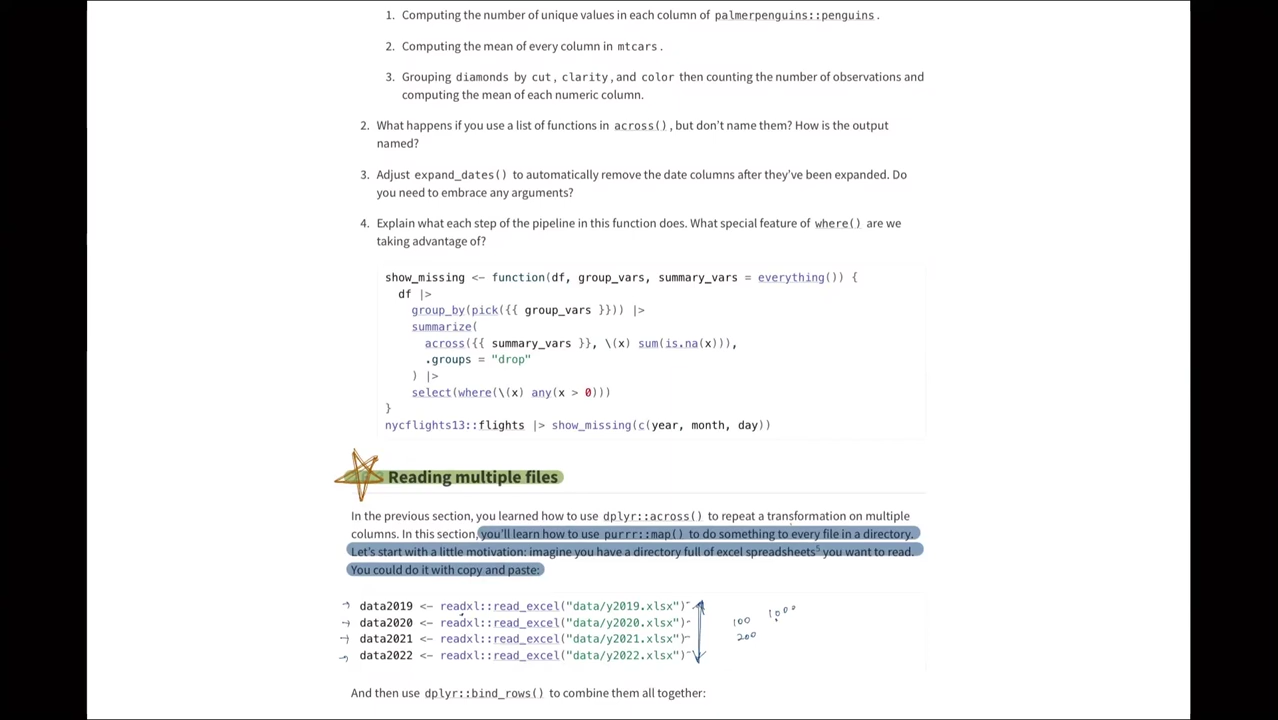 1. Computing the number of unique values in each column of palmerpenguins::penguins.
2. Computing the mean of every column in mtcars.
3. Grouping diamonds by cut, clarity, and color then counting the number of observations and
computing the mean of each numeric column.
2. What happens if you use a list of functions in across(), but don't name them? How is the output
named?
3. Adjust expand_dates() to automatically remove the date columns after they've been expanded. Do
you need to embrace any arguments?
4. Explain what each step of the pipeline in this function does. What special feature of where() are we
taking advantage of?
show_missing <- function(df, group_vars, summary_vars = everything()) {
df |>
group_by(pick({{ group_vars }})) |>
summarize(
across({{ summary_vars }}, \(x) sum(is.na(x))),
.groups = "drop"
) |>
select(where(\(x) any(x > 0)))
}
nycflights13::flights |> show_missing(c(year, month, day))
Reading multiple files
In the previous section, you learned how to use dplyr::across() to repeat a transformation on multiple
columns. In this section, you'll learn how to use purrr::map() to do something to every file in a directory.
Let's start with a little motivation: imagine you have a directory full of excel spreadsheets5 you want to read.
You could do it with copy and paste:
data2019 <- readxl::read_excel("data/y2019.xlsx")
data2020 <- readxl::read_excel("data/y2020.xlsx")
data2021 <- readxl::read_excel("data/y2021.xlsx")
data2022 <- readxl::read_excel("data/y2022.xlsx")
100 1000
200
And then use dplyr::bind_rows() to combine them all together: